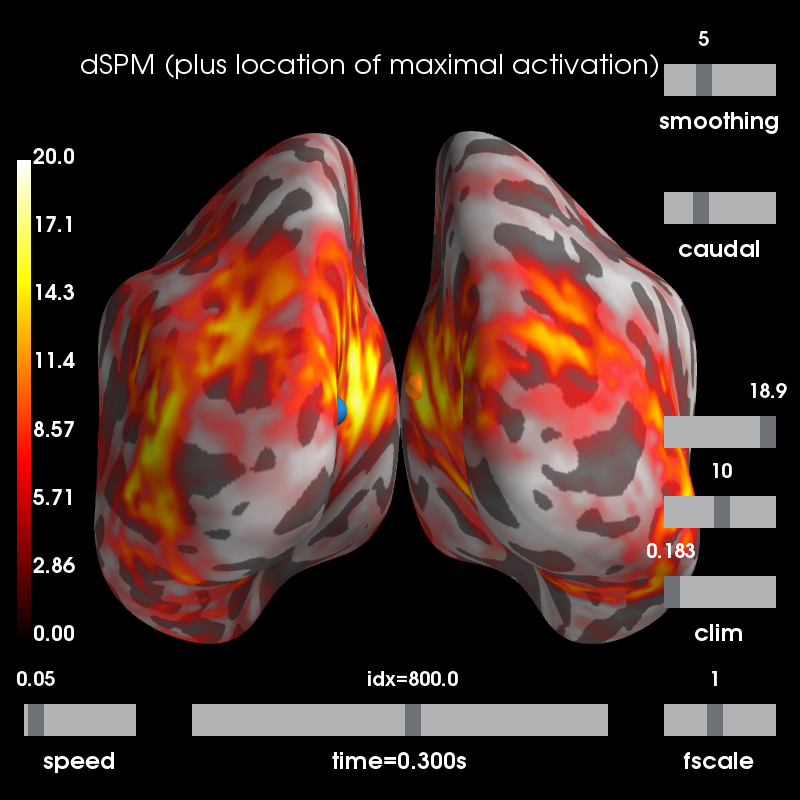 5
dSPM (plus location of maximal activation)
smoothing
20.0
17.1
caudal
14.3
11.4
18.9
8.57
10
5.71
0.183
2.86
0.00
clim
0.05
idx=800.0
1
speed
time=0.300s
fscale